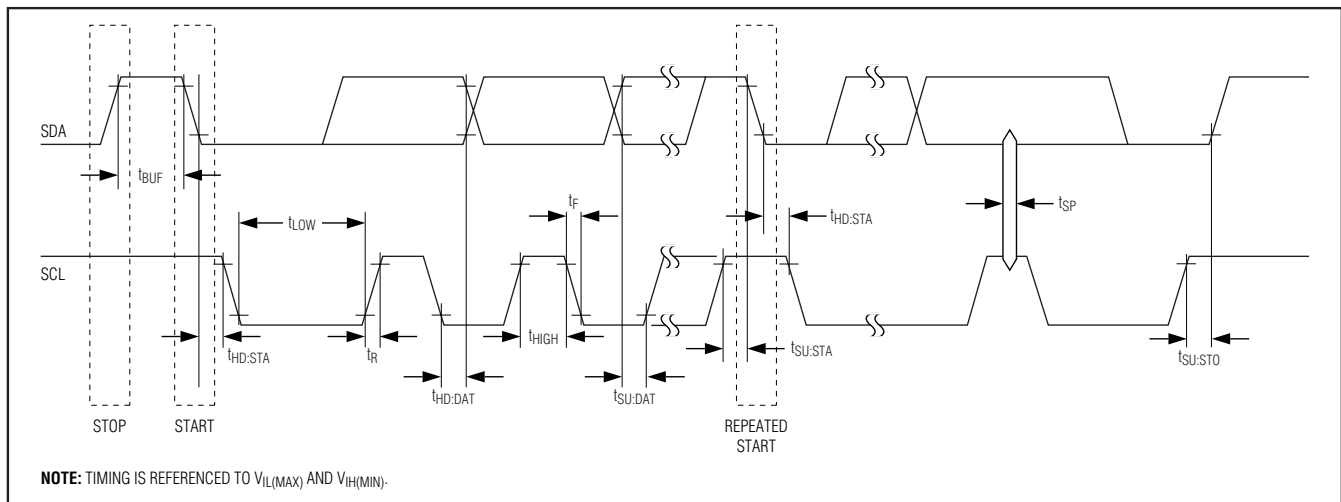 SDA
tBUF
tLOW
tF
tHD:STA
tSP
SCL
tHD:STA
tR
tHIGH
tHD:DAT
tSU:DAT
tSU:STA
tSU:STO
STOP
START
REPEATED
START
NOTE: TIMING IS REFERENCED TO VIL(MAX) AND VIH(MIN).